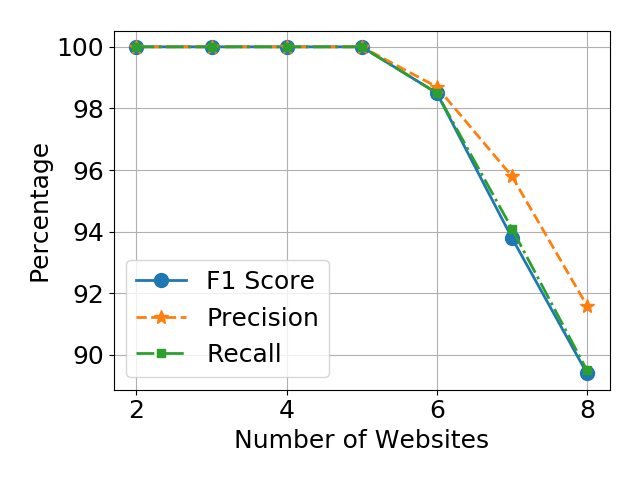 100
98
96
94
92
90
Percentage
F1 Score
Precision
Recall
2 4 6 8
Number of Websites